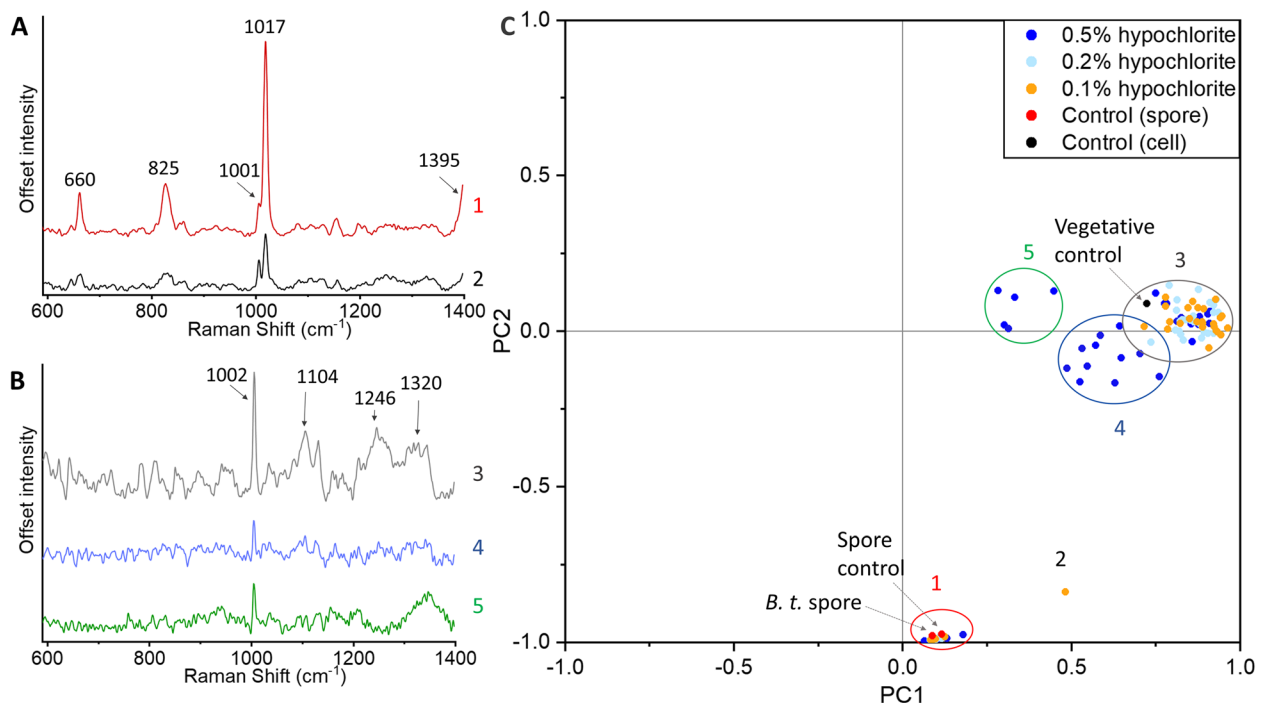 A
1017
660
825
1001
1395
1
2
Offset intensity
600
800
1000
1200
1400
Raman Shift (cm-1)
B
1002
1104
1246
1320
3
4
5
Offset intensity
600
800
1000
1200
1400
Raman Shift (cm-1)
C
1.0
0.5
0.0
-0.5
-1.0
PC2
0.5% hypochlorite
0.2% hypochlorite
0.1% hypochlorite
Control (spore)
Control (cell)
Vegetative
control
5
3
4
2
Spore
control
1
B. t. spore
-1.0
-0.5
0.0
0.5
1.0
PC1